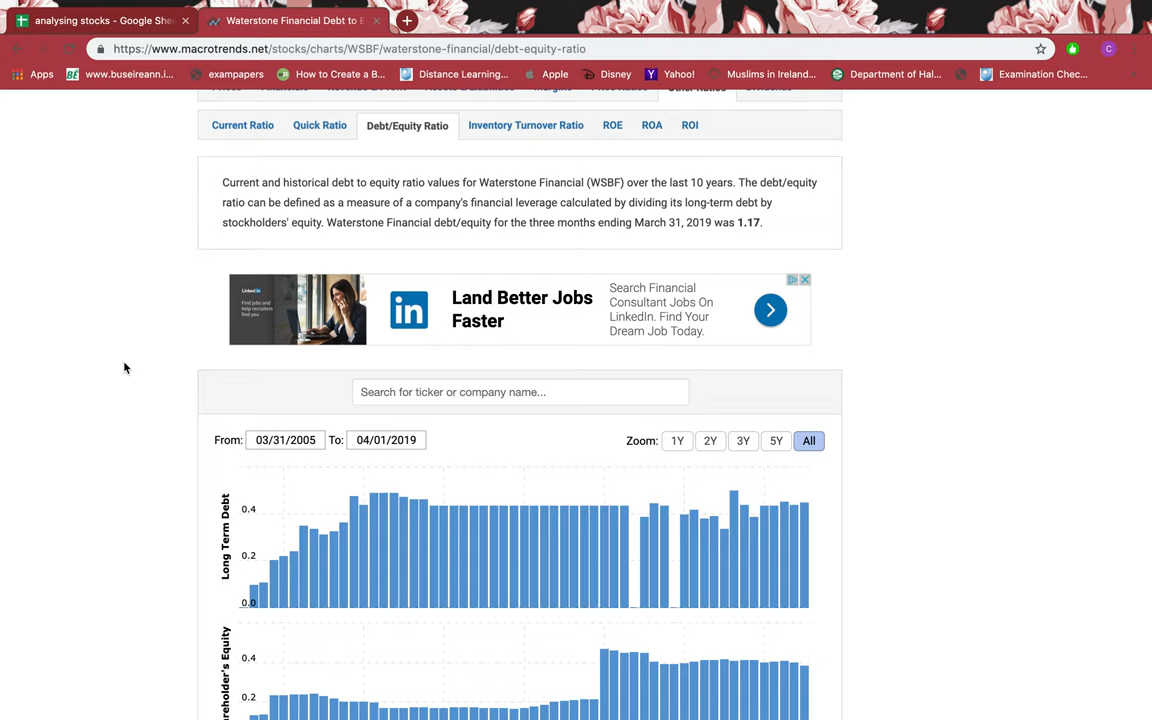 analysing stocks - Google She
Waterstone Financial Debt to E
https://www.macrotrends.net/stocks/charts/WSBF/waterstone-financial/debt-equity-ratio
C
Apps
www.buseireann.i...
exampapers
How to Create a B...
Distance Learning...
Apple
Disney
Yahoo!
Muslims in Ireland...
Department of Hal...
Examination Chec...
Current Ratio
Quick Ratio
Debt/Equity Ratio
Inventory Turnover Ratio
ROE
ROA
ROI
Current and historical debt to equity ratio values for Waterstone Financial (WSBF) over the last 10 years. The debt/equity
ratio can be defined as a measure of a company's financial leverage calculated by dividing its long-term debt by
stockholders' equity. Waterstone Financial debt/equity for the three months ending March 31, 2019 was 1.17.
LinkedIn
Find jobs and
help recruiters
find you
in
Land Better Jobs
Faster
Search Financial
Consultant Jobs On
LinkedIn. Find Your
Dream Job Today.
Search for ticker or company name...
From: 03/31/2005 To: 04/01/2019
Zoom: 1Y 2Y 3Y 5Y All
Long Term Debt
0.4
0.2
0.0
reholder's Equity
0.4
0.2